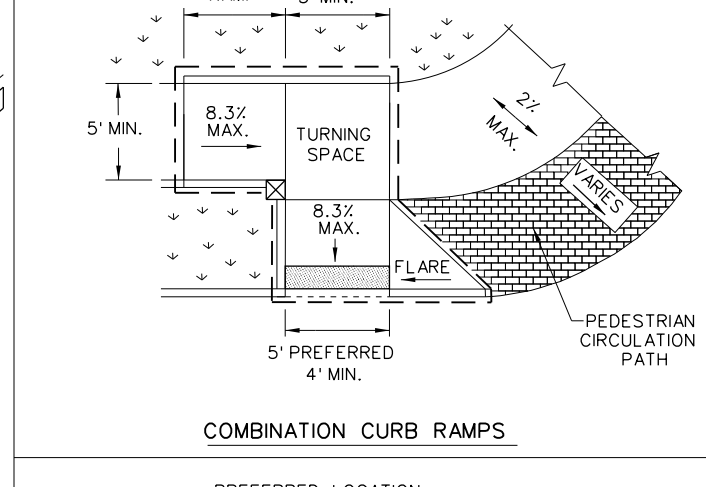 5' MIN.
8.3%
MAX.
TURNING
SPACE
2%
MAX.
VARIES
8.3%
MAX.
FLARE
PEDESTRIAN
CIRCULATION
PATH
5' PREFERRED
4' MIN.
COMBINATION CURB RAMPS
PREFERRED LOCATION